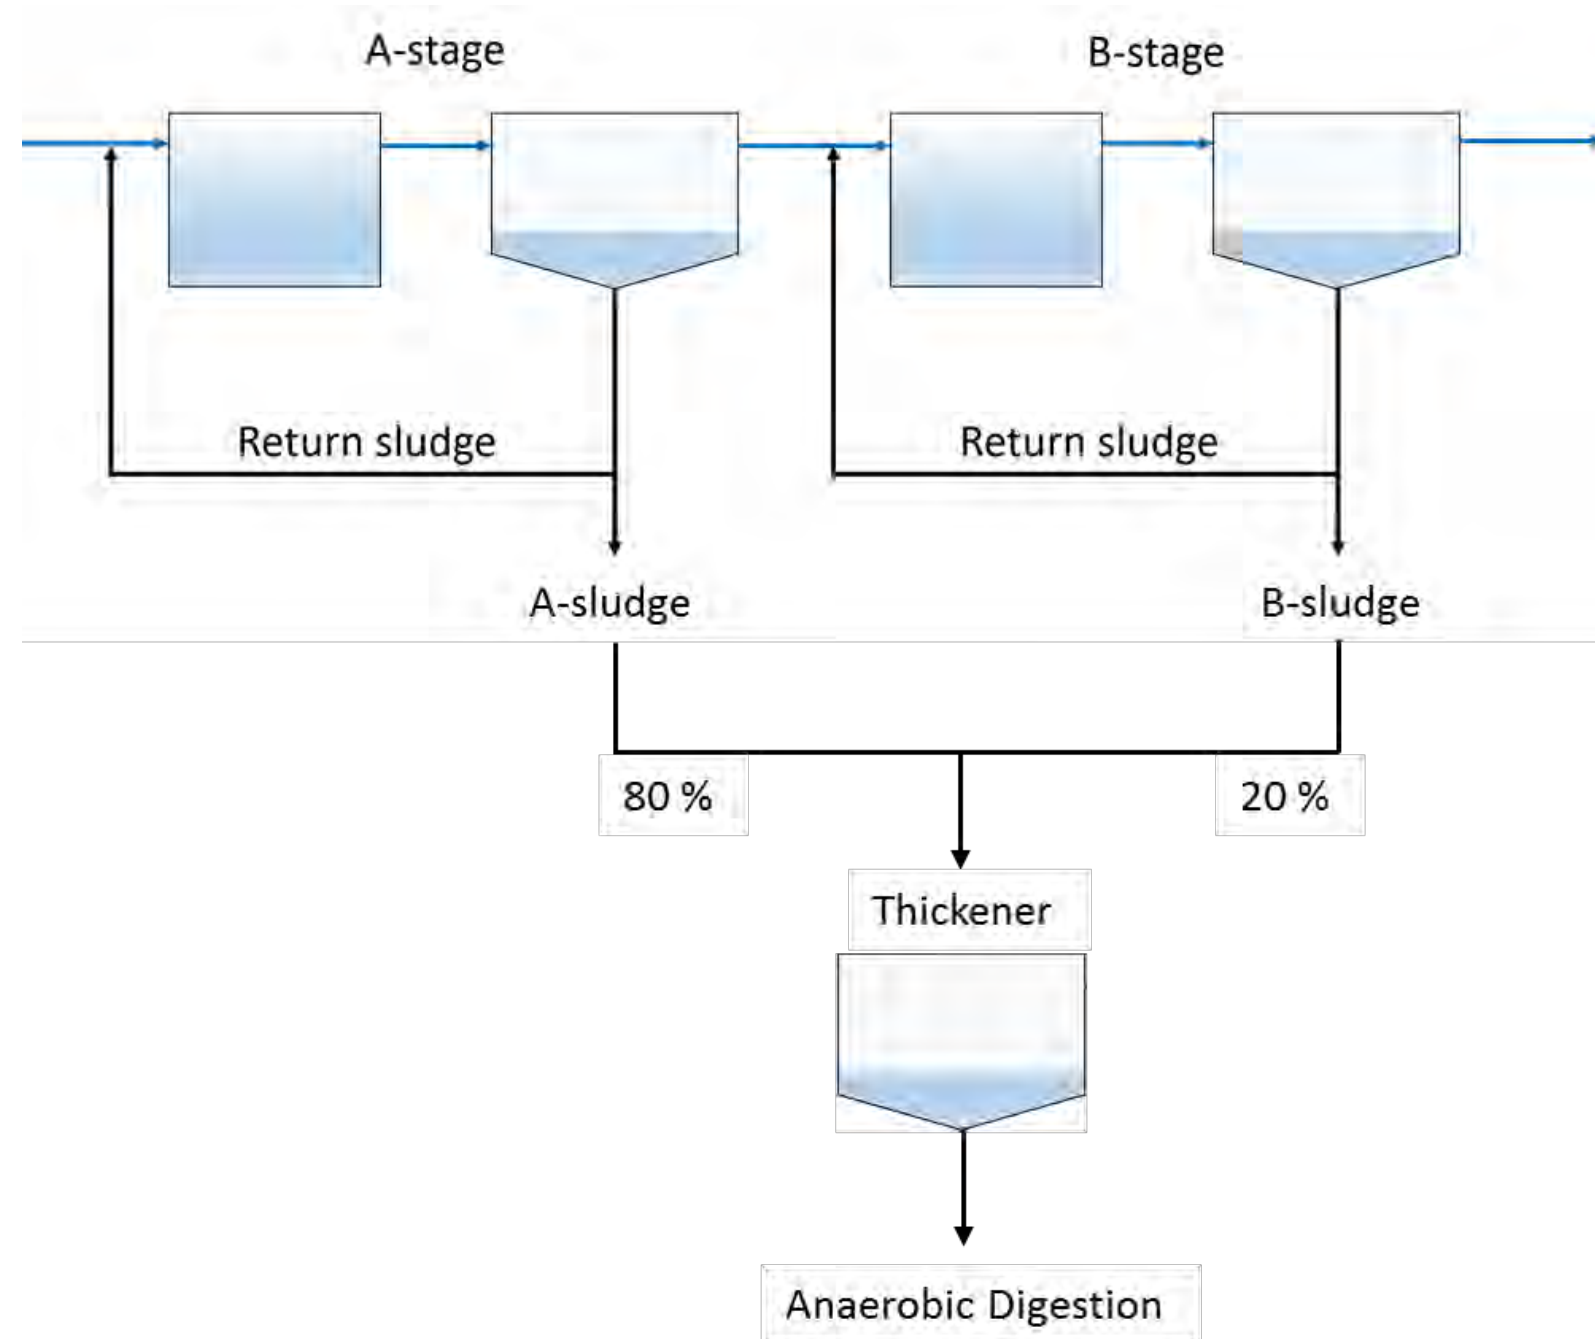 A-stage
B-stage
Return sludge
Return sludge
A-sludge
B-sludge
80 %
20 %
Thickener
Anaerobic Digestion